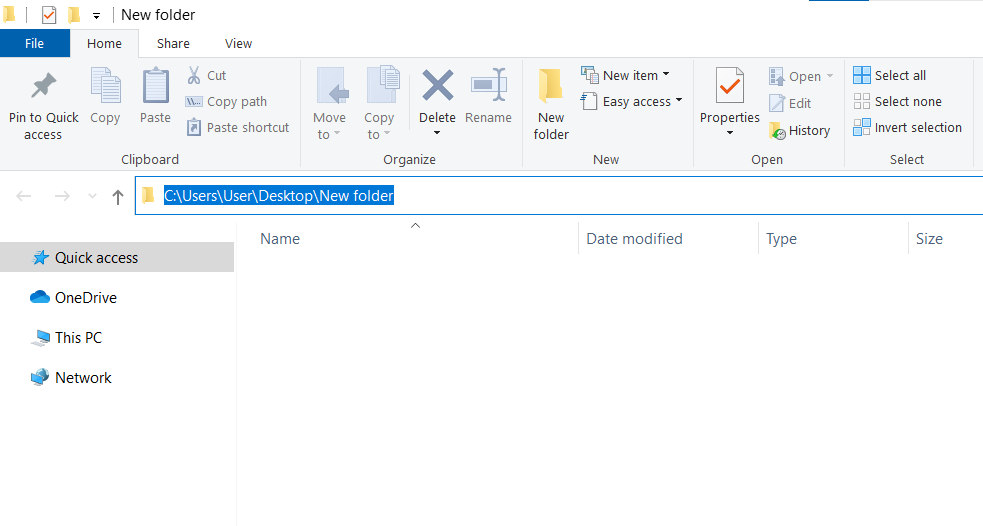 New folder
File Home Share View
Pin to Quick access
Copy
Paste
Cut
Copy path
Paste shortcut
Clipboard
Move to
Copy to
Delete
Rename
Organize
New folder
New item
Easy access
New
Properties
Open
Edit
History
Open
Select all
Select none
Invert selection
Select
C:\Users\User\Desktop\New folder
Name Date modified Type Size
Quick access
OneDrive
This PC
Network